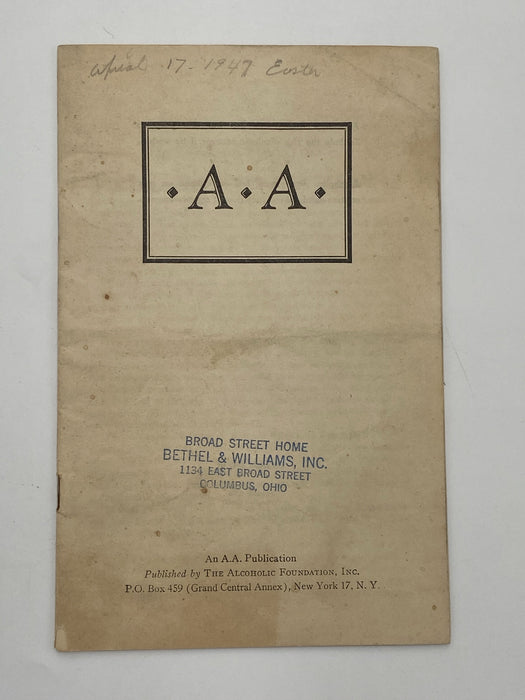 April 17 - 1947 Easter
· A · A ·
BROAD STREET HOME
BETHEL & WILLIAMS, INC.
1134 EAST BROAD STREET
COLUMBUS, OHIO
An A.A. Publication
Published by THE ALCOHOLIC FOUNDATION, INC.
P.O. Box 459 (Grand Central Annex), New York 17, N. Y.